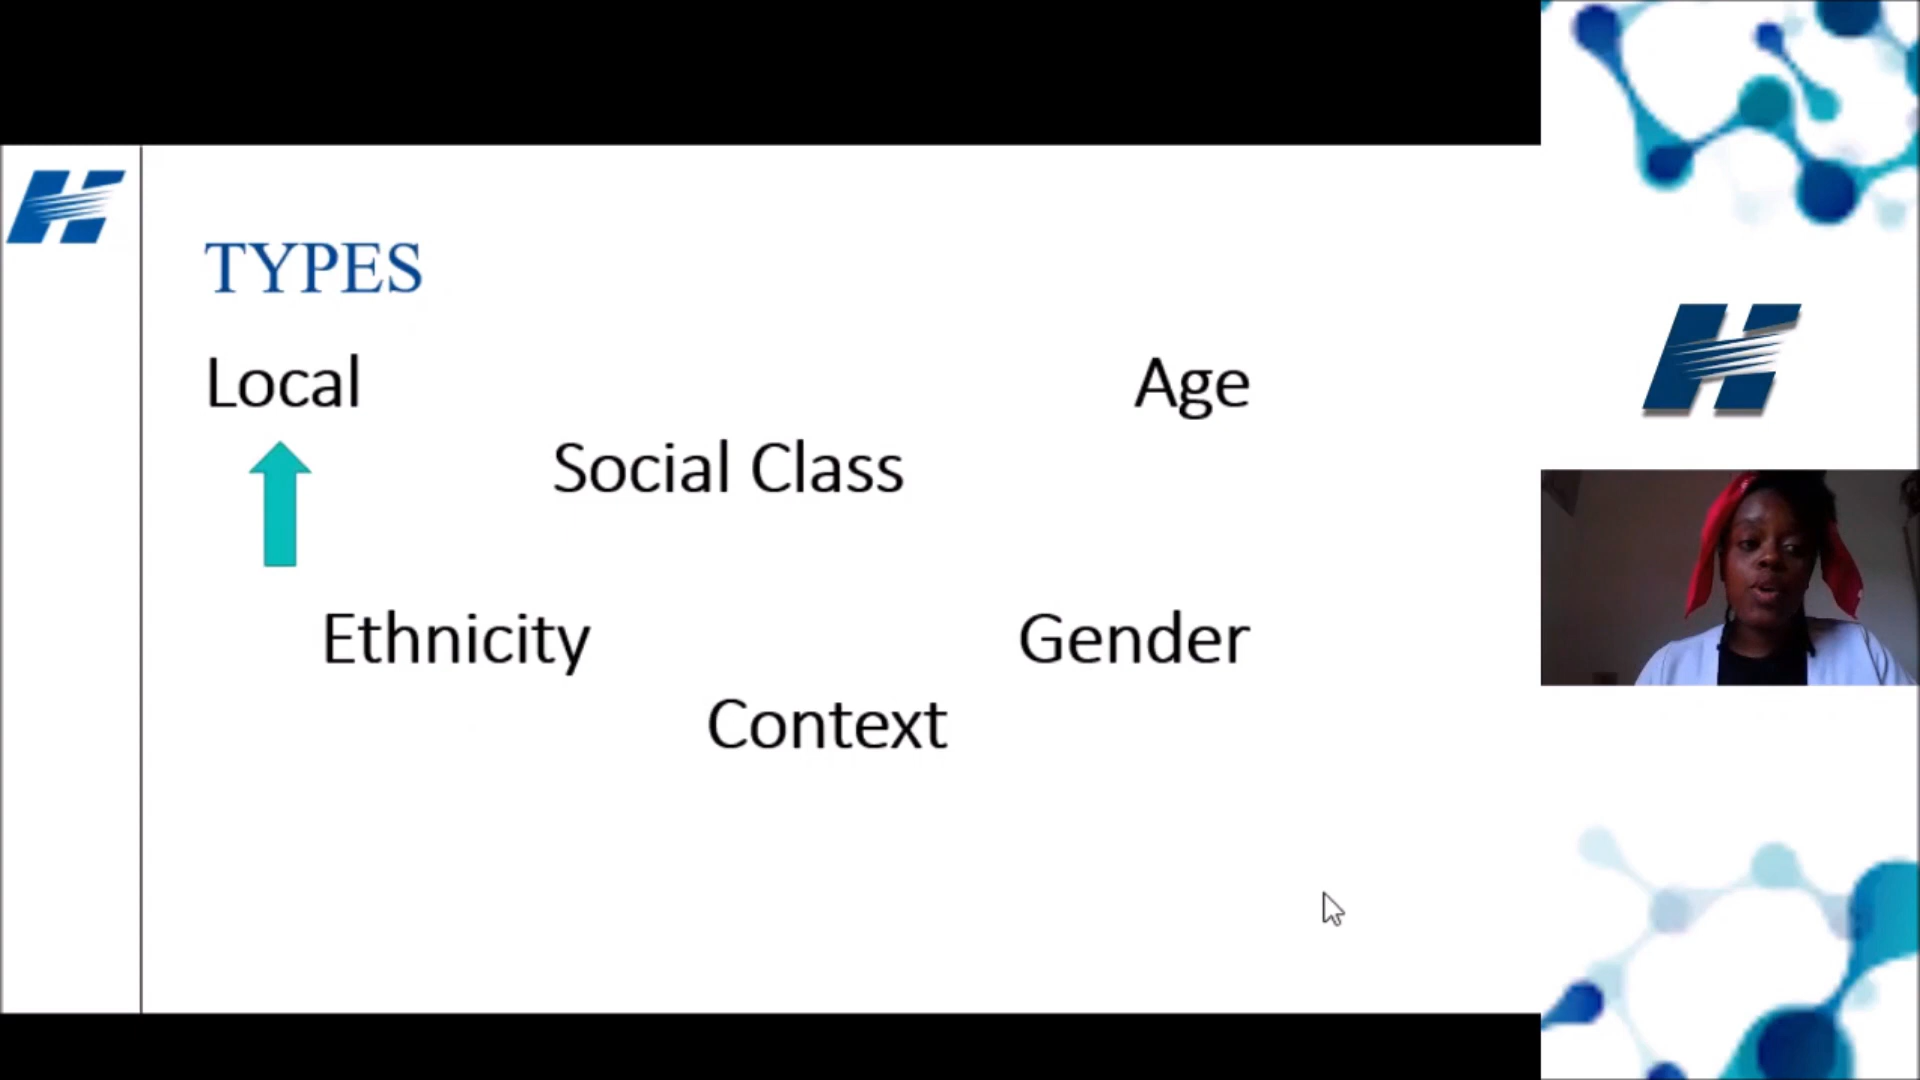 TYPES
Local Age
Social Class
Ethnicity Gender
Context